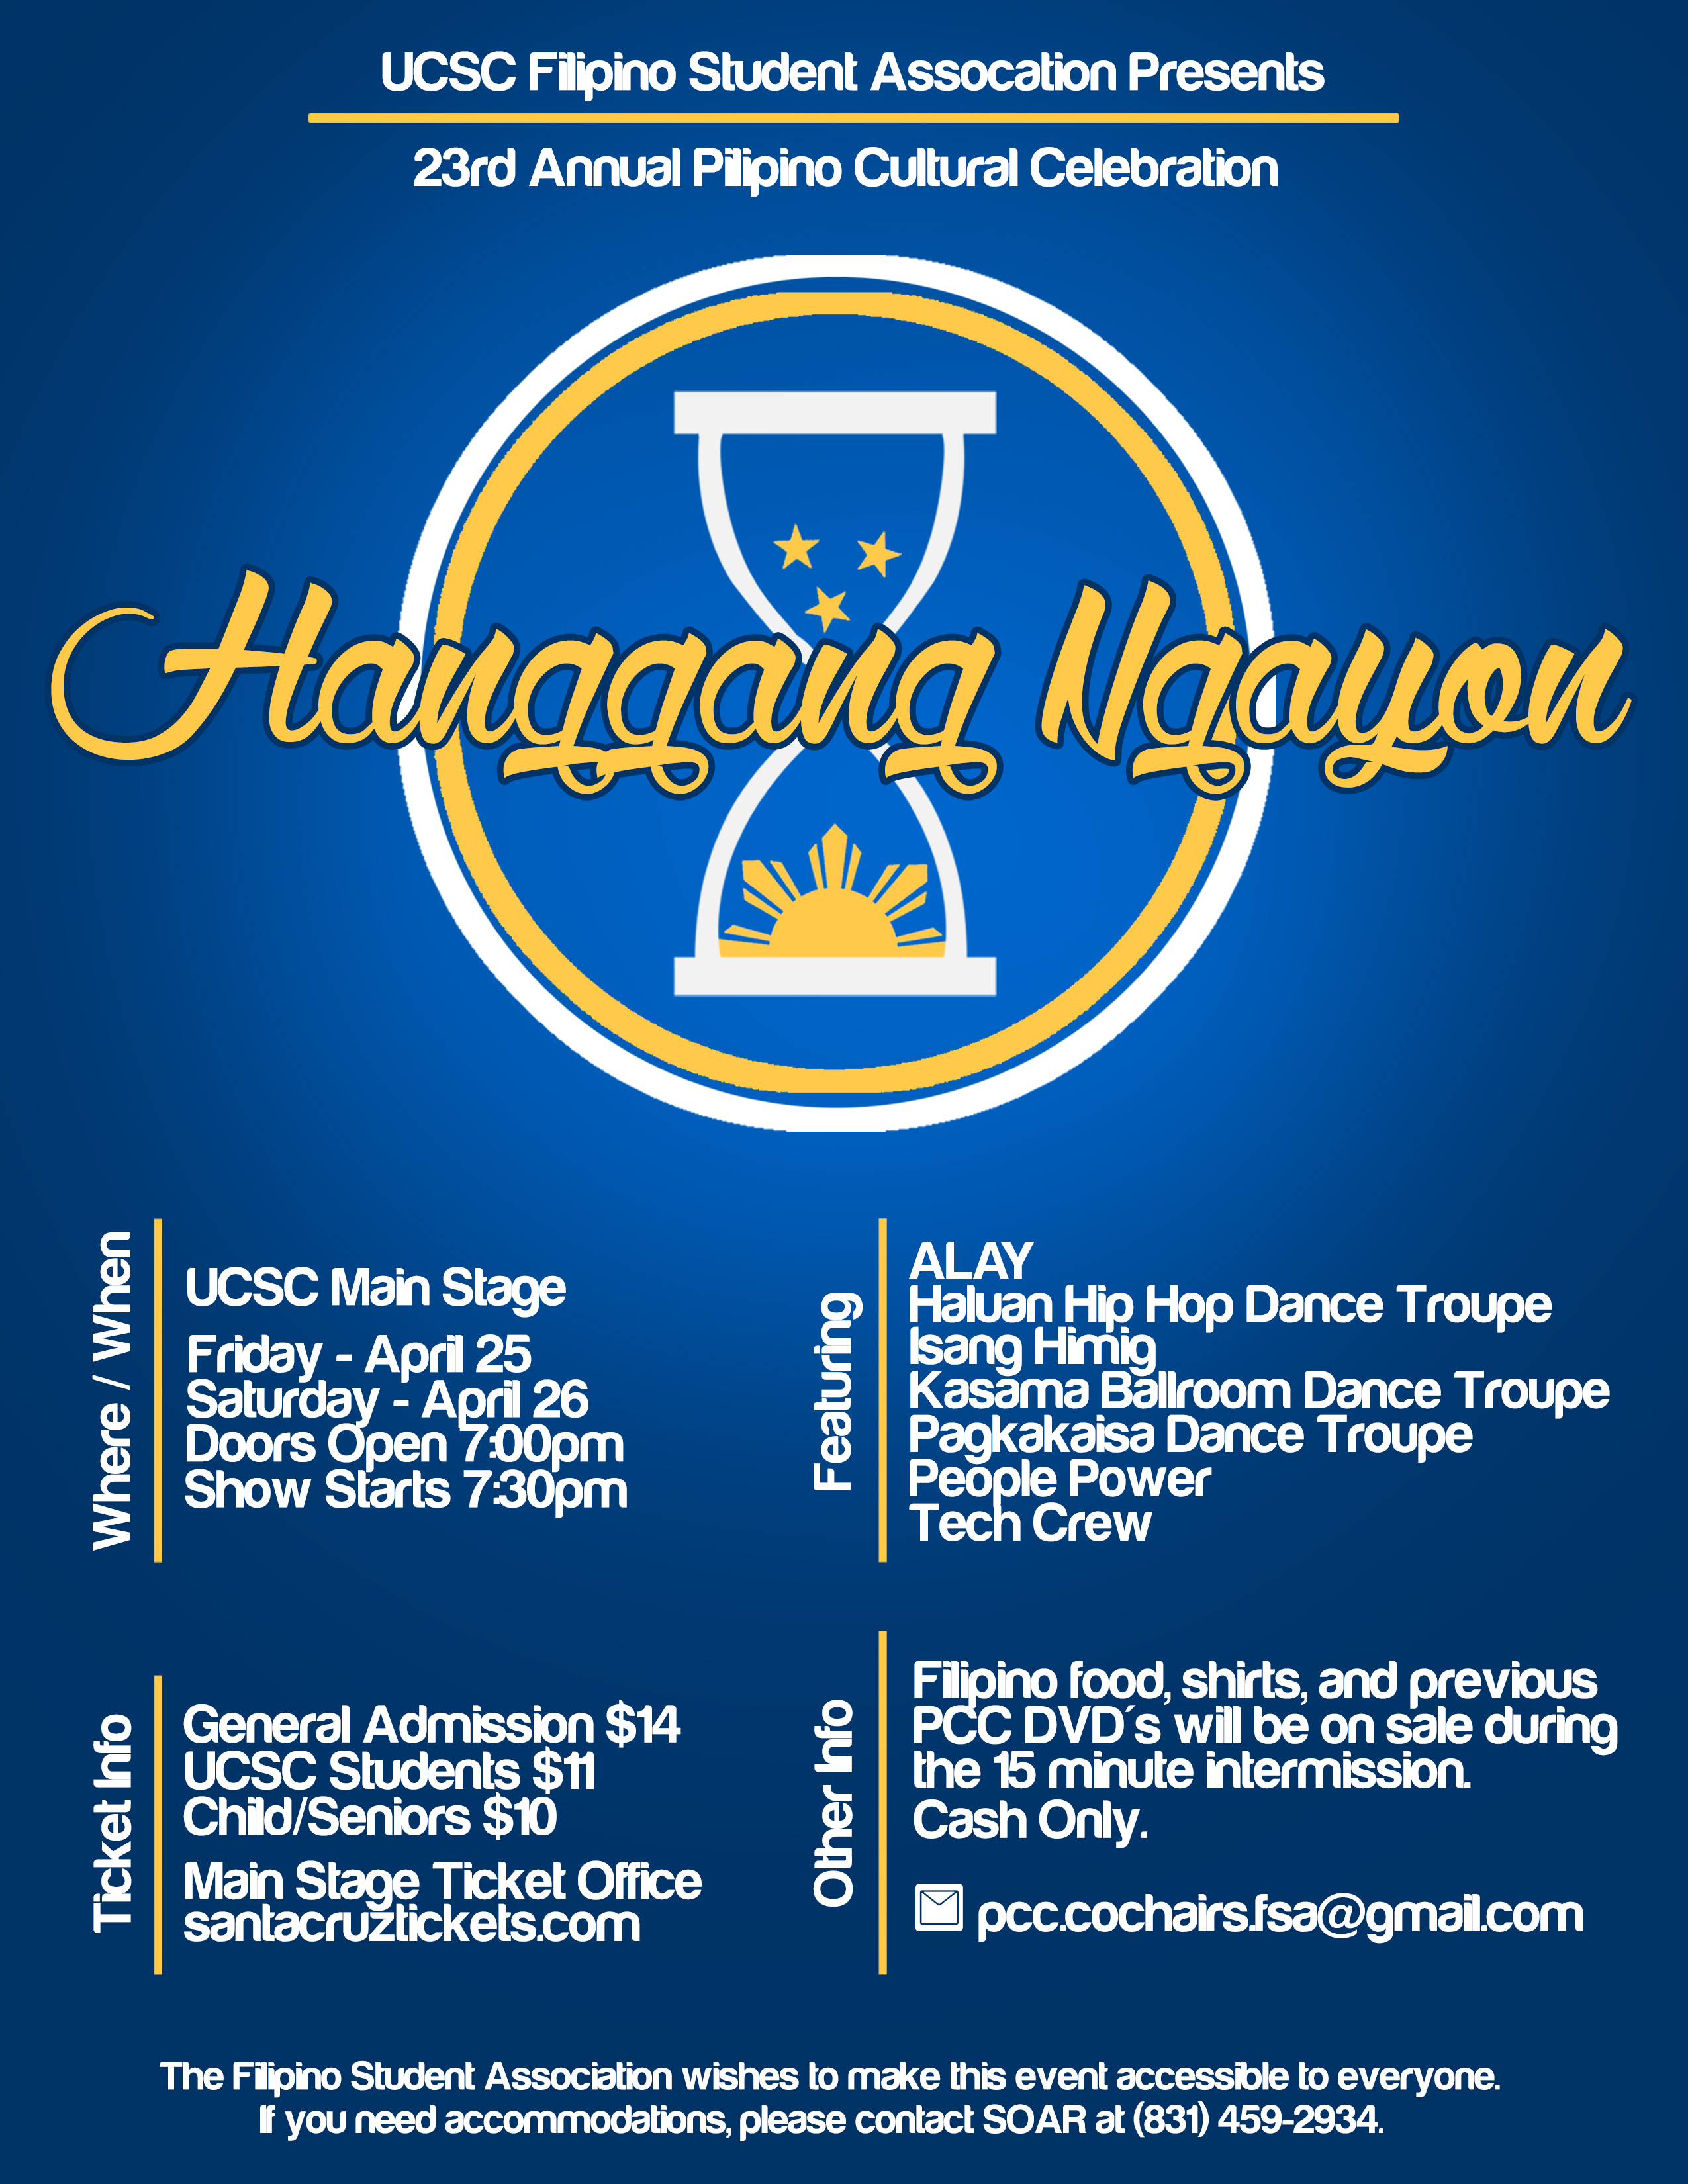 UCSC Filipino Student Assocation Presents
23rd Annual Pilipino Cultural Celebration
Hanggang Ngayon
Where / When
UCSC Main Stage
Friday - April 25
Saturday - April 26
Doors Open 7:00pm
Show Starts 7:30pm
Featuring
ALAY
Haluan Hip Hop Dance Troupe
Isang Himig
Kasama Ballroom Dance Troupe
Pagkakaisa Dance Troupe
People Power
Tech Crew
Ticket Info
General Admission $14
UCSC Students $11
Child/Seniors $10
Main Stage Ticket Office
santacruztickets.com
Other Info
Filipino food, shirts, and previous
PCC DVD´s will be on sale during
the 15 minute intermission.
Cash Only.
pcc.cochairs.fsa@gmail.com
The Filipino Student Association wishes to make this event accessible to everyone.
If you need accommodations, please contact SOAR at (831) 459-2934.